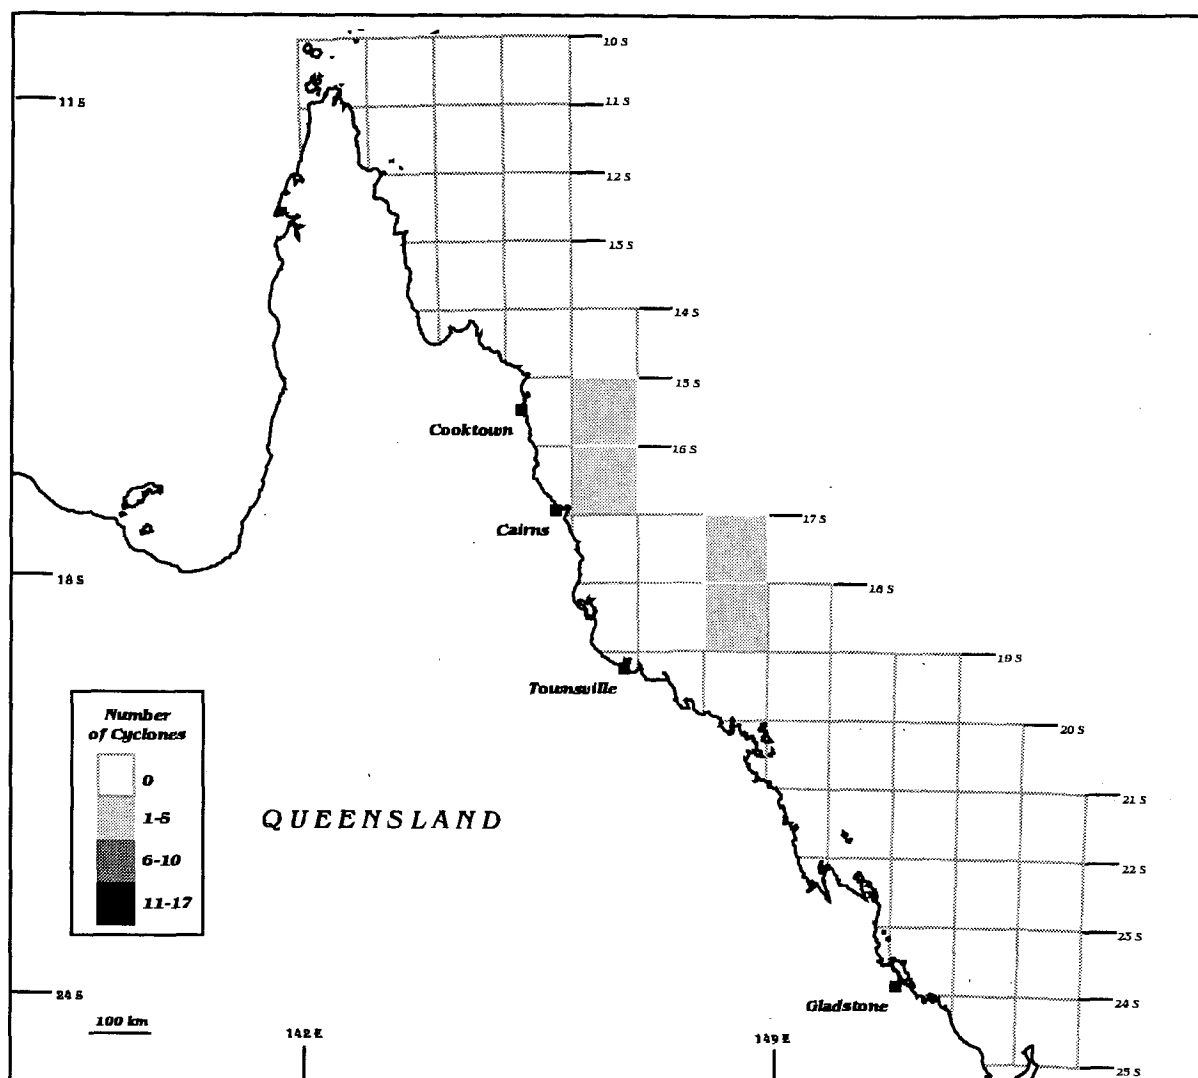 10 S
11 S
11 S
12 S
13 S
14 S
15 S
Cooktown
16 S
Cairns
17 S
18 S
18 S
19 S
Townsville
Number
of Cyclones
20 S
0
21 S
1-5
QUEENSLAND
6-10
22 S
11-17
23 S
24 S
24 S
Gladstone
100 km
142 E
149 E
25 S